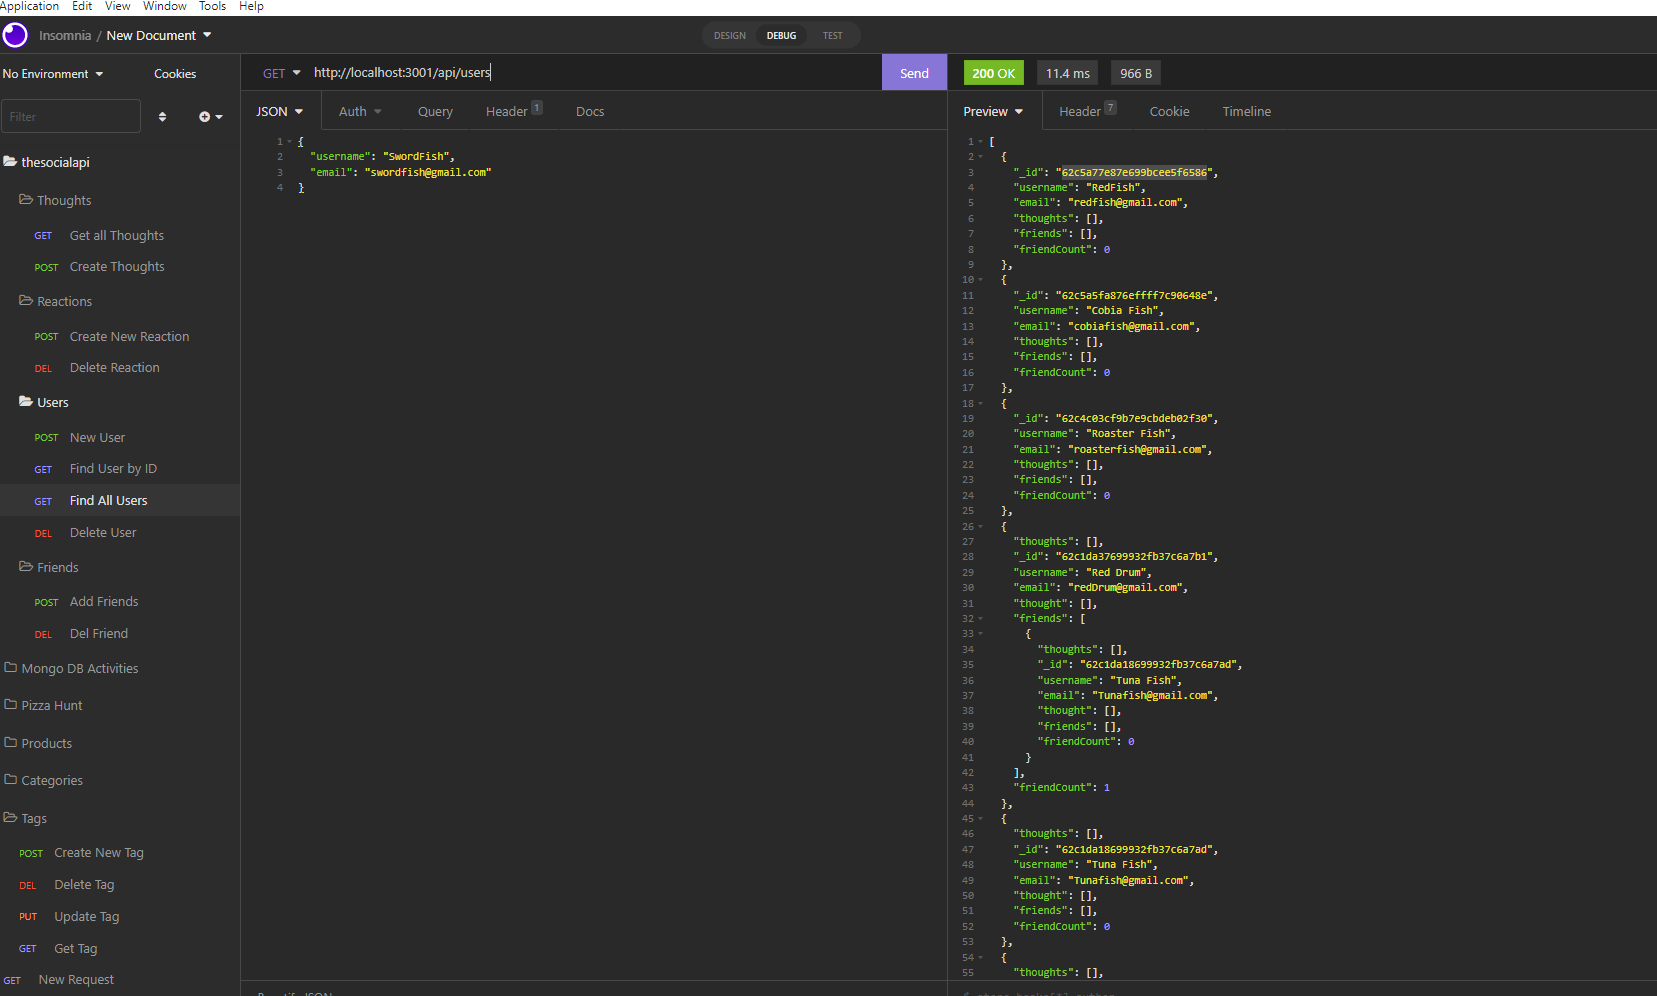 Application Edit View Window Tools Help
Insomnia / New Document
DESIGN DEBUG TEST
No Environment Cookies
Filter
thesocialapi
Thoughts
GET Get all Thoughts
POST Create Thoughts
Reactions
POST Create New Reaction
DEL Delete Reaction
Users
POST New User
GET Find User by ID
GET Find All Users
DEL Delete User
Friends
POST Add Friends
DEL Del Friend
Mongo DB Activities
Pizza Hunt
Products
Categories
Tags
POST Create New Tag
DEL Delete Tag
PUT Update Tag
GET Get Tag
GET New Request
GET http://localhost:3001/api/users Send
JSON Auth Query Header 1 Docs
1 {
2 "username": "SwordFish",
3 "email": "swordfish@gmail.com"
4 }
200 OK 11.4 ms 966 B
Preview Header 7 Cookie Timeline
1 [
2 {
3 "_id": "62c5a77e87e699bcee5f6586",
4 "username": "RedFish",
5 "email": "redfish@gmail.com",
6 "thoughts": [],
7 "friends": [],
8 "friendCount": 0
9 },
10 {
11 "_id": "62c5a5fa876effff7c90648e",
12 "username": "Cobia Fish",
13 "email": "cobiafish@gmail.com",
14 "thoughts": [],
15 "friends": [],
16 "friendCount": 0
17 },
18 {
19 "_id": "62c4c03cf9b7e9cbdeb02f30",
20 "username": "Roaster Fish",
21 "email": "roasterfish@gmail.com",
22 "thoughts": [],
23 "friends": [],
24 "friendCount": 0
25 },
26 {
27 "thoughts": [],
28 "_id": "62c1da37699932fb37c6a7b1",
29 "username": "Red Drum",
30 "email": "redDrum@gmail.com",
31 "thought": [],
32 "friends": [
33 {
34 "thoughts": [],
35 "_id": "62c1da18699932fb37c6a7ad",
36 "username": "Tuna Fish",
37 "email": "Tunafish@gmail.com",
38 "thought": [],
39 "friends": [],
40 "friendCount": 0
41 }
42 ],
43 "friendCount": 1
44 },
45 {
46 "thoughts": [],
47 "_id": "62c1da18699932fb37c6a7ad",
48 "username": "Tuna Fish",
49 "email": "Tunafish@gmail.com",
50 "thought": [],
51 "friends": [],
52 "friendCount": 0
53 },
54 {
55 "thoughts": [],